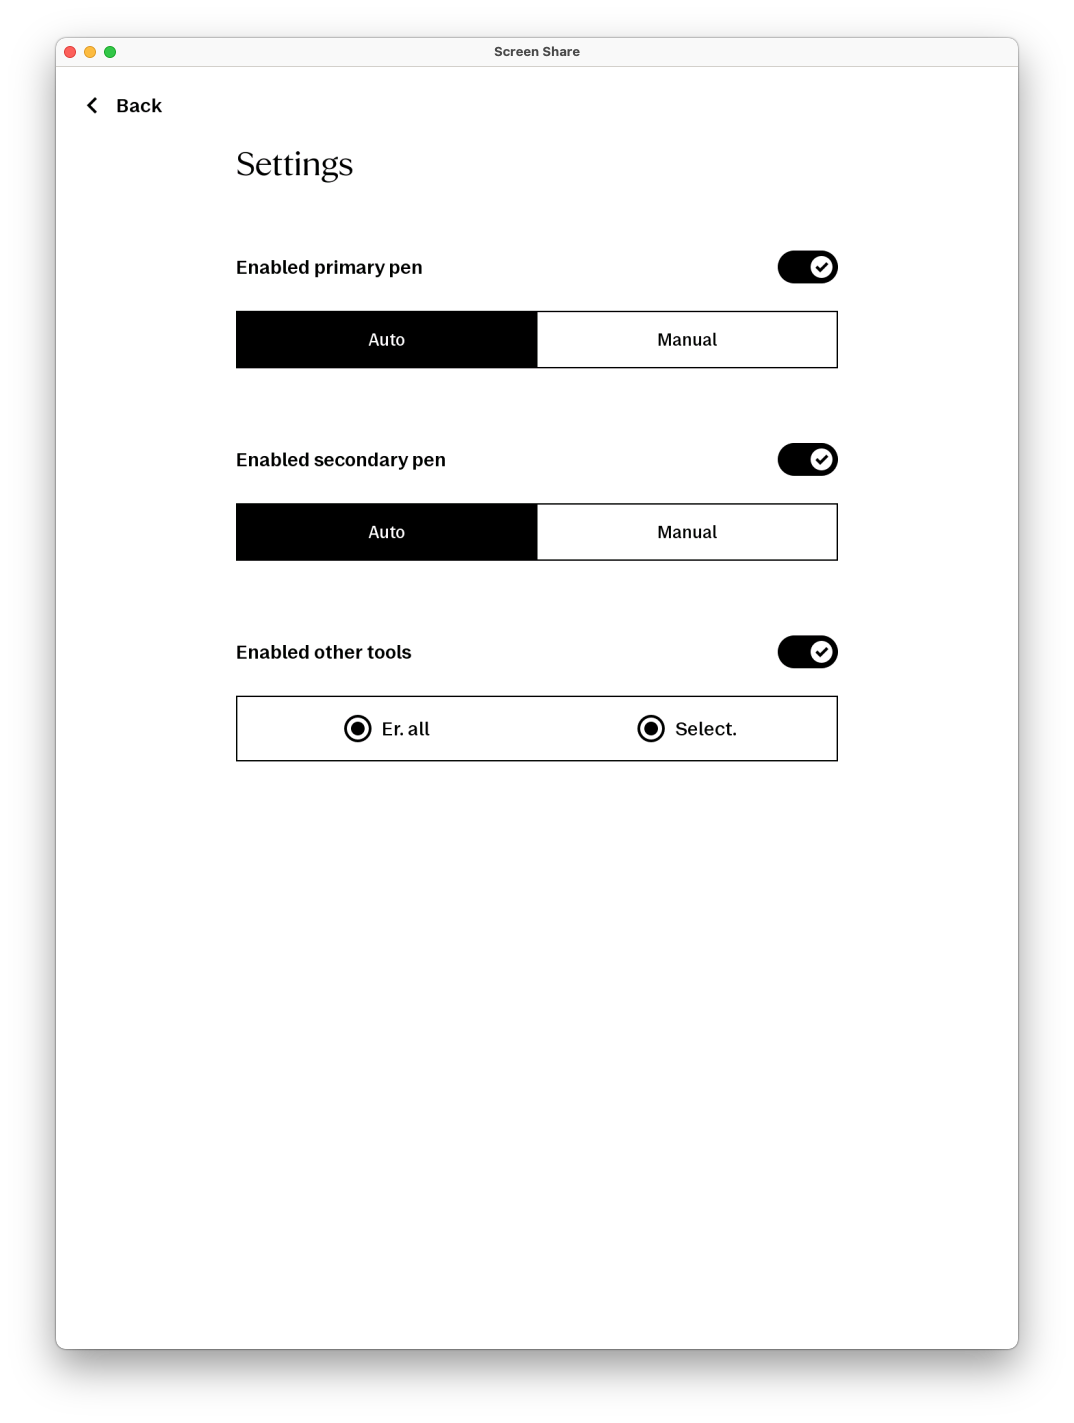 Screen Share
Back
Settings
Enabled primary pen
Auto Manual
Enabled secondary pen
Auto Manual
Enabled other tools
Er. all Select.